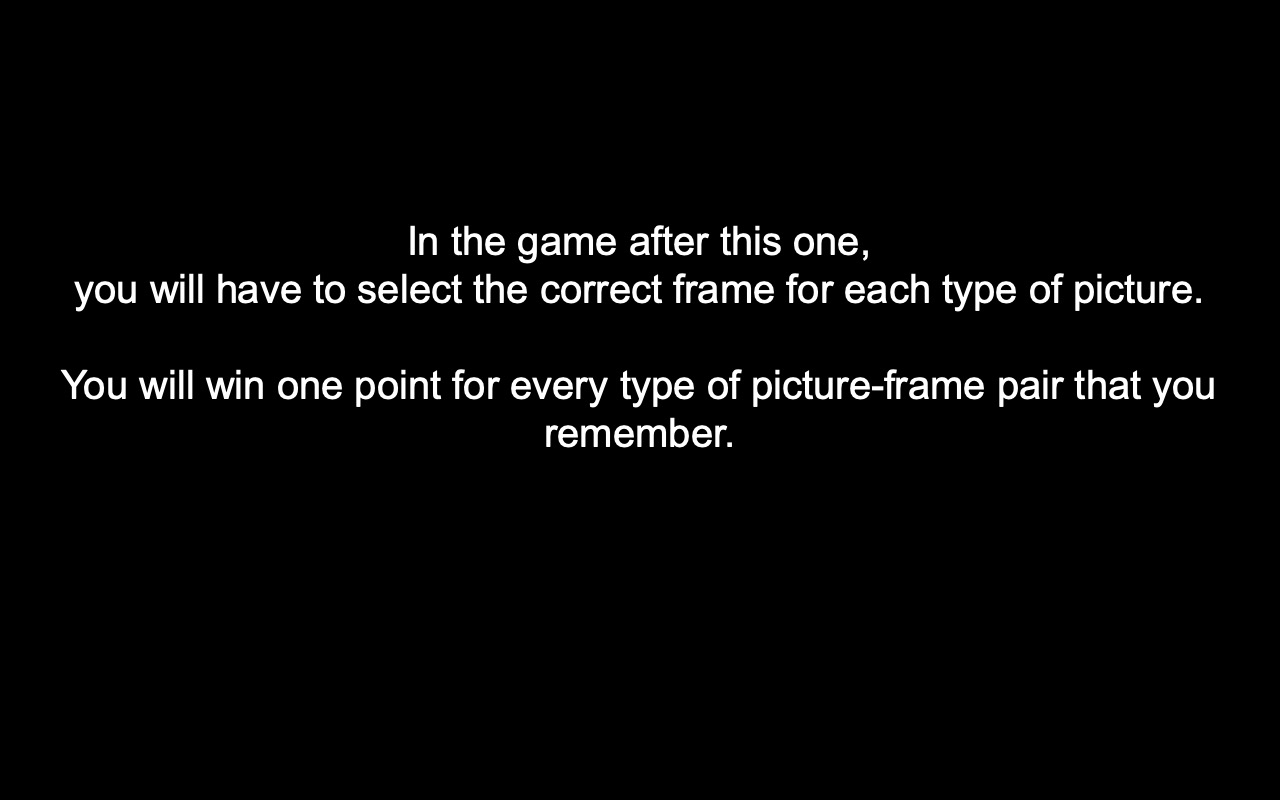 In the game after this one,
you will have to select the correct frame for each type of picture.
You will win one point for every type of picture-frame pair that you
remember.